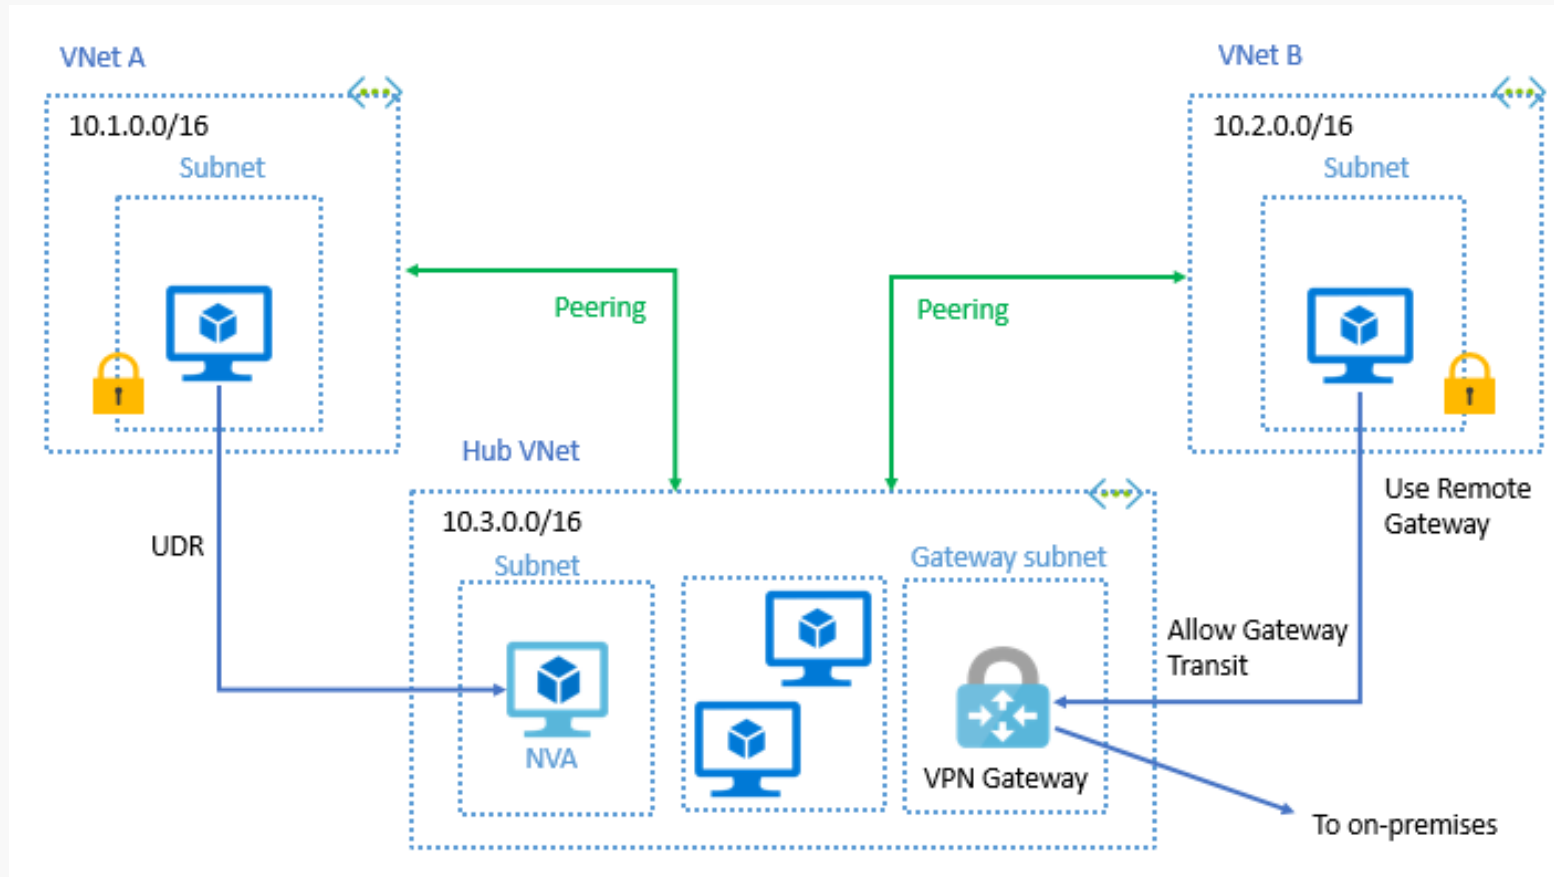 VNet A
VNet B
10.1.0.0/16
Subnet
10.2.0.0/16
Subnet
Peering
Peering
Hub VNet
Use Remote
Gateway
10.3.0.0/16
UDR
Subnet
Gateway subnet
Allow Gateway
Transit
NVA
VPN Gateway
To on-premises